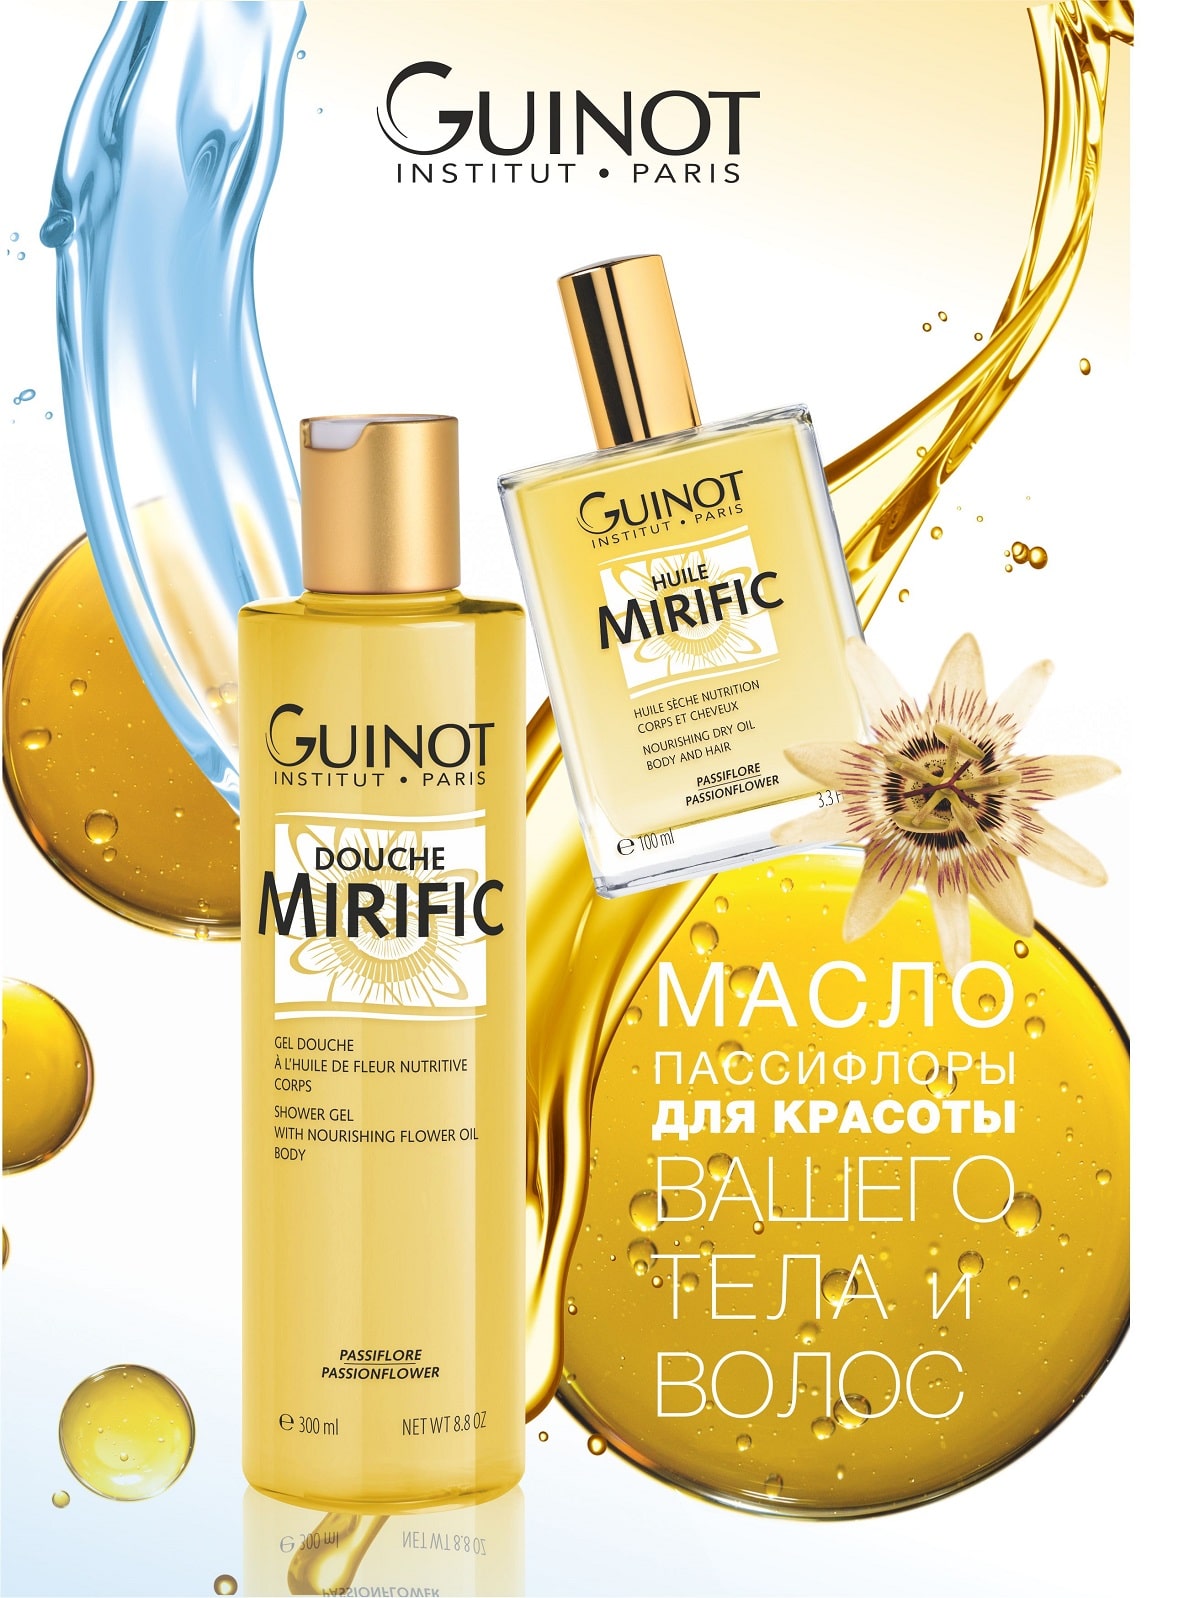 GUINOT
INSTITUT • PARIS
GUINOT
INSTITUT • PARIS
HUILE
MIRIFIC
HUILE SÈCHE NUTRITION
CORPS ET CHEVEUX
NOURISHING DRY OIL
BODY AND HAIR
PASSIFLORE
PASSIONFLOWER
℮ 100 ml 3.3
GUINOT
INSTITUT • PARIS
DOUCHE
MIRIFIC
GEL DOUCHE
À L'HUILE DE FLEUR NUTRITIVE
CORPS
SHOWER GEL
WITH NOURISHING FLOWER OIL
BODY
PASSIFLORE
PASSIONFLOWER
℮ 300 ml NET WT 8.8 OZ
МАСЛО
ПАССИФЛОРЫ
ДЛЯ КРАСОТЫ
ВАШЕГО
ТЕЛА и
ВОЛОС